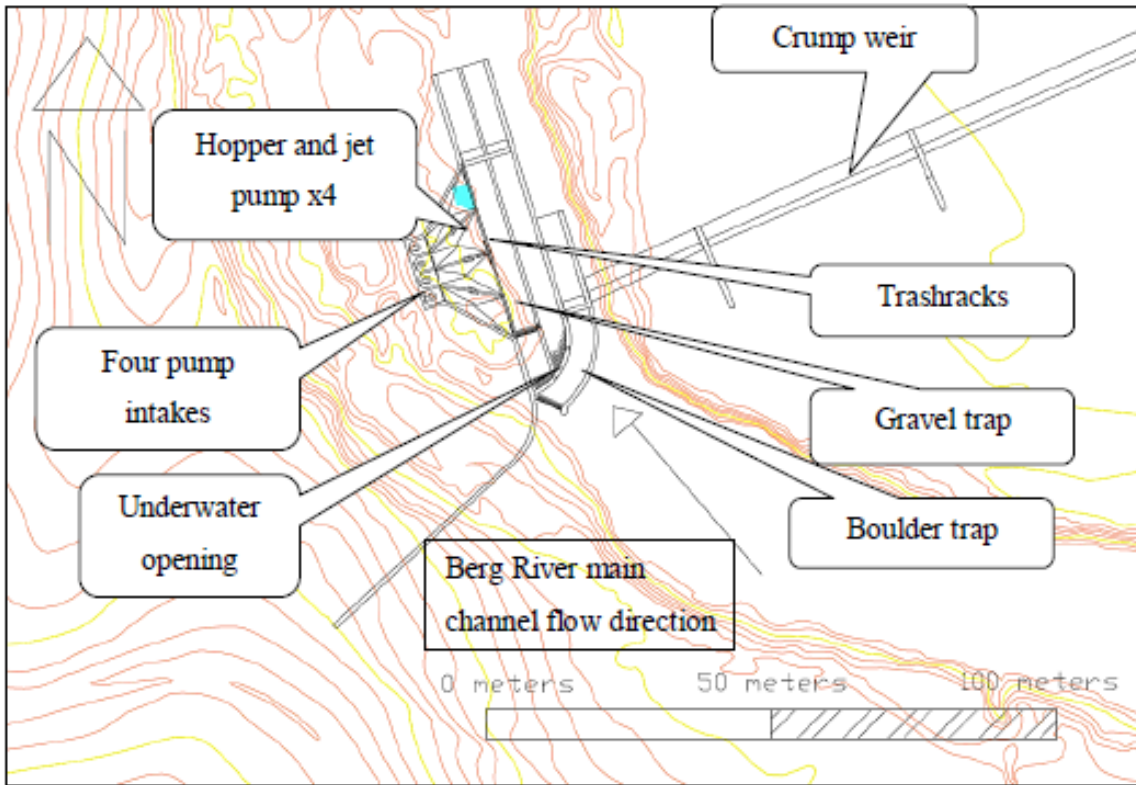 Crump weir
Hopper and jet
pump x4
Trashracks
Four pump
intakes
Gravel trap
Underwater
opening
Boulder trap
Berg River main
channel flow direction
0 meters 50 meters 100 meters